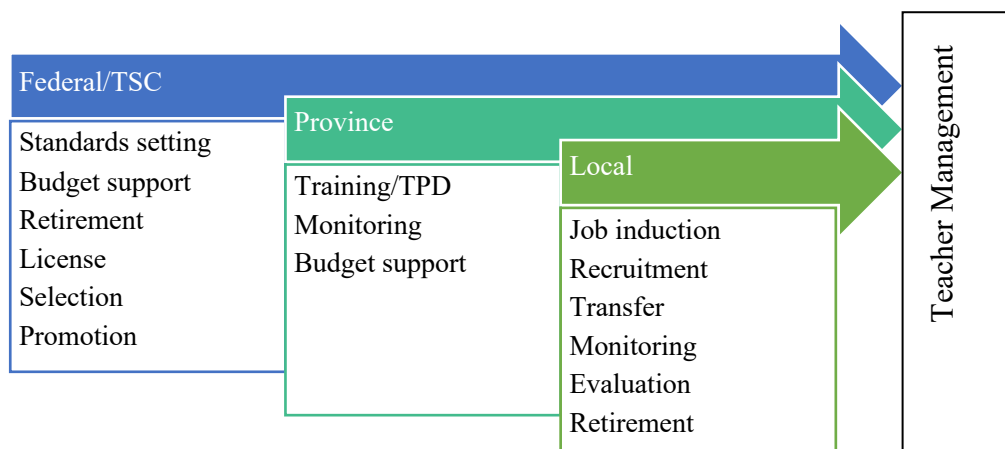 Federal/TSC
Standards setting
Budget support
Retirement
License
Selection
Promotion
Province
Training/TPD
Monitoring
Budget support
Local
Job induction
Recruitment
Transfer
Monitoring
Evaluation
Retirement
Teacher Management